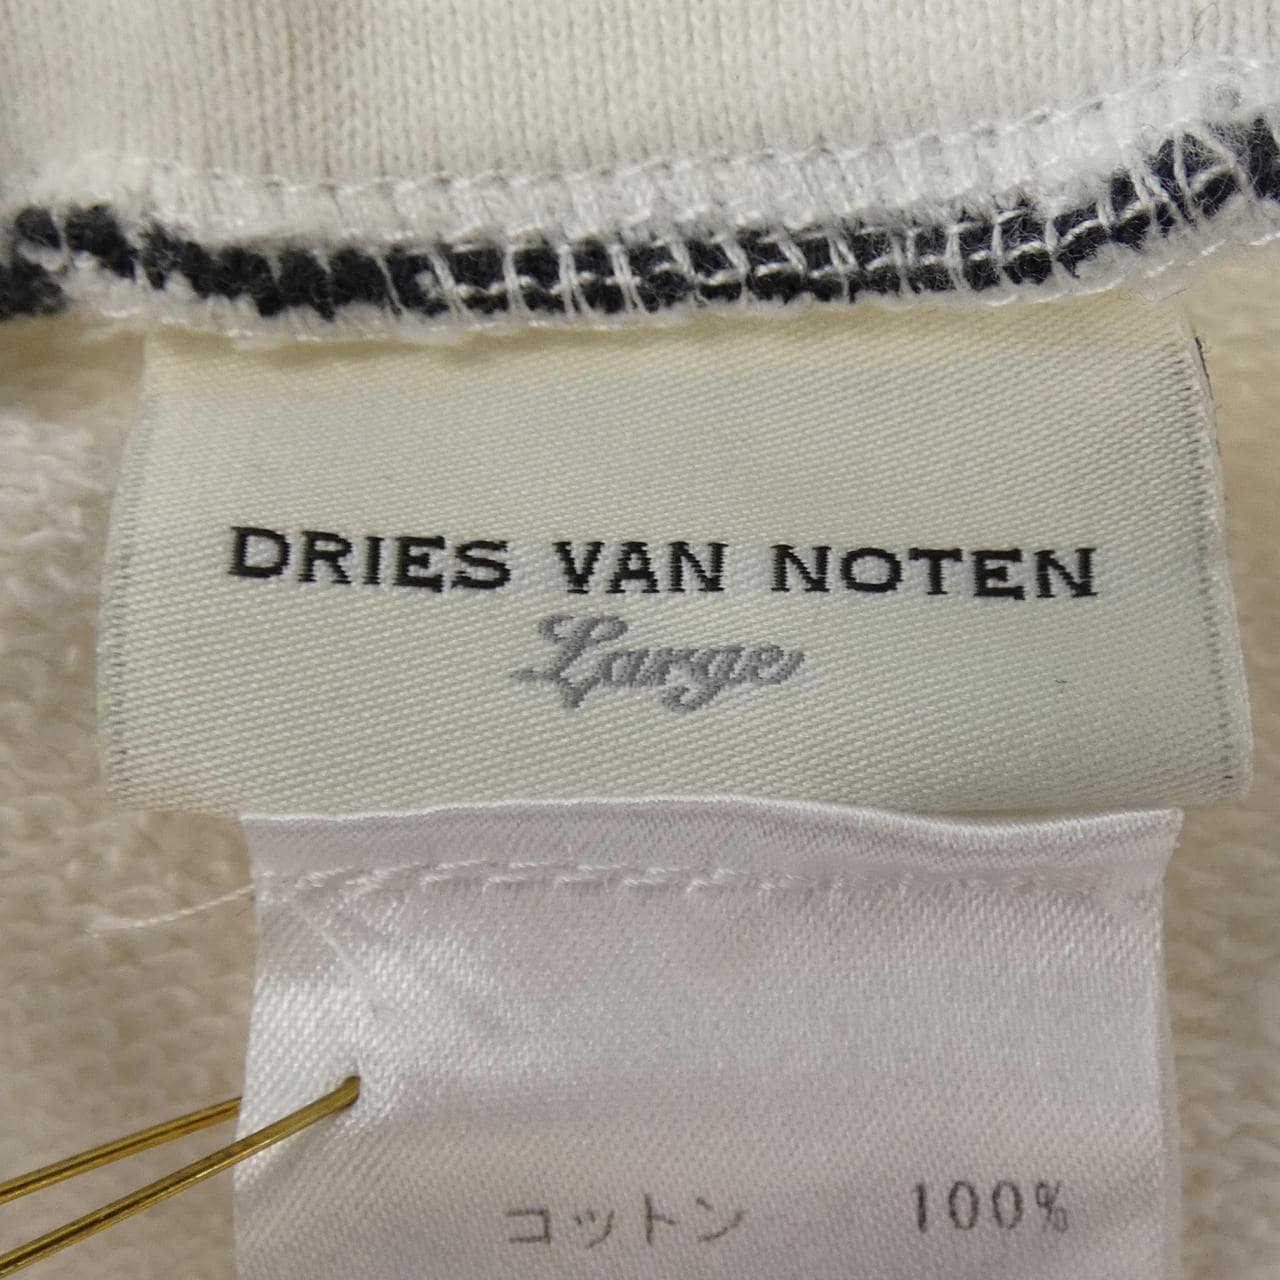 DRIES VAN NOTEN
Large
コットン 100%